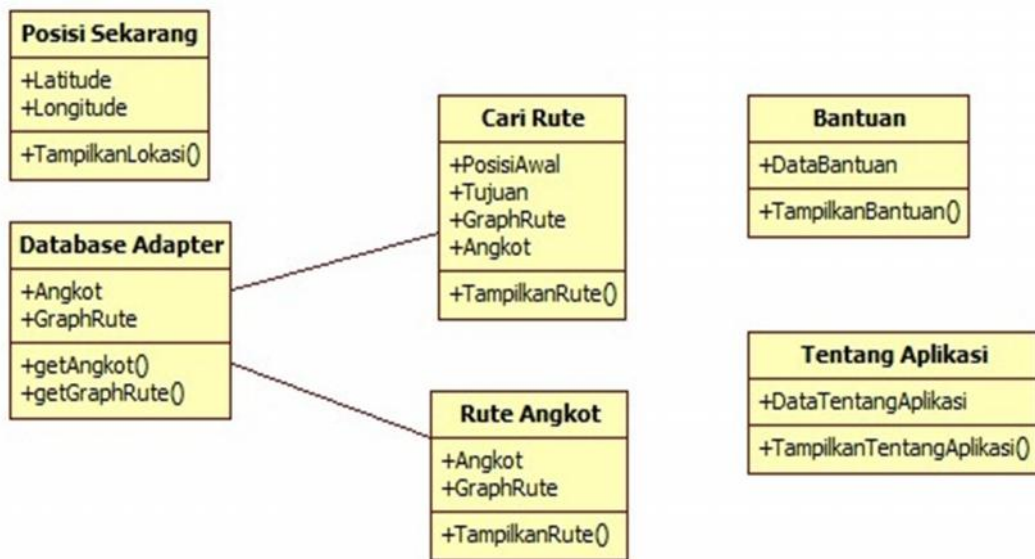 Posisi Sekarang
+Latitude
+Longitude
+TampilkanLokasi()
Database Adapter
+Angkot
+GraphRute
+getAngkot()
+getGraphRute()
Cari Rute
+PosisiAwal
+Tujuan
+GraphRute
+Angkot
+TampilkanRute()
Rute Angkot
+Angkot
+GraphRute
+TampilkanRute()
Bantuan
+DataBantuan
+TampilkanBantuan()
Tentang Aplikasi
+DataTentangAplikasi
+TampilkanTentangAplikasi()